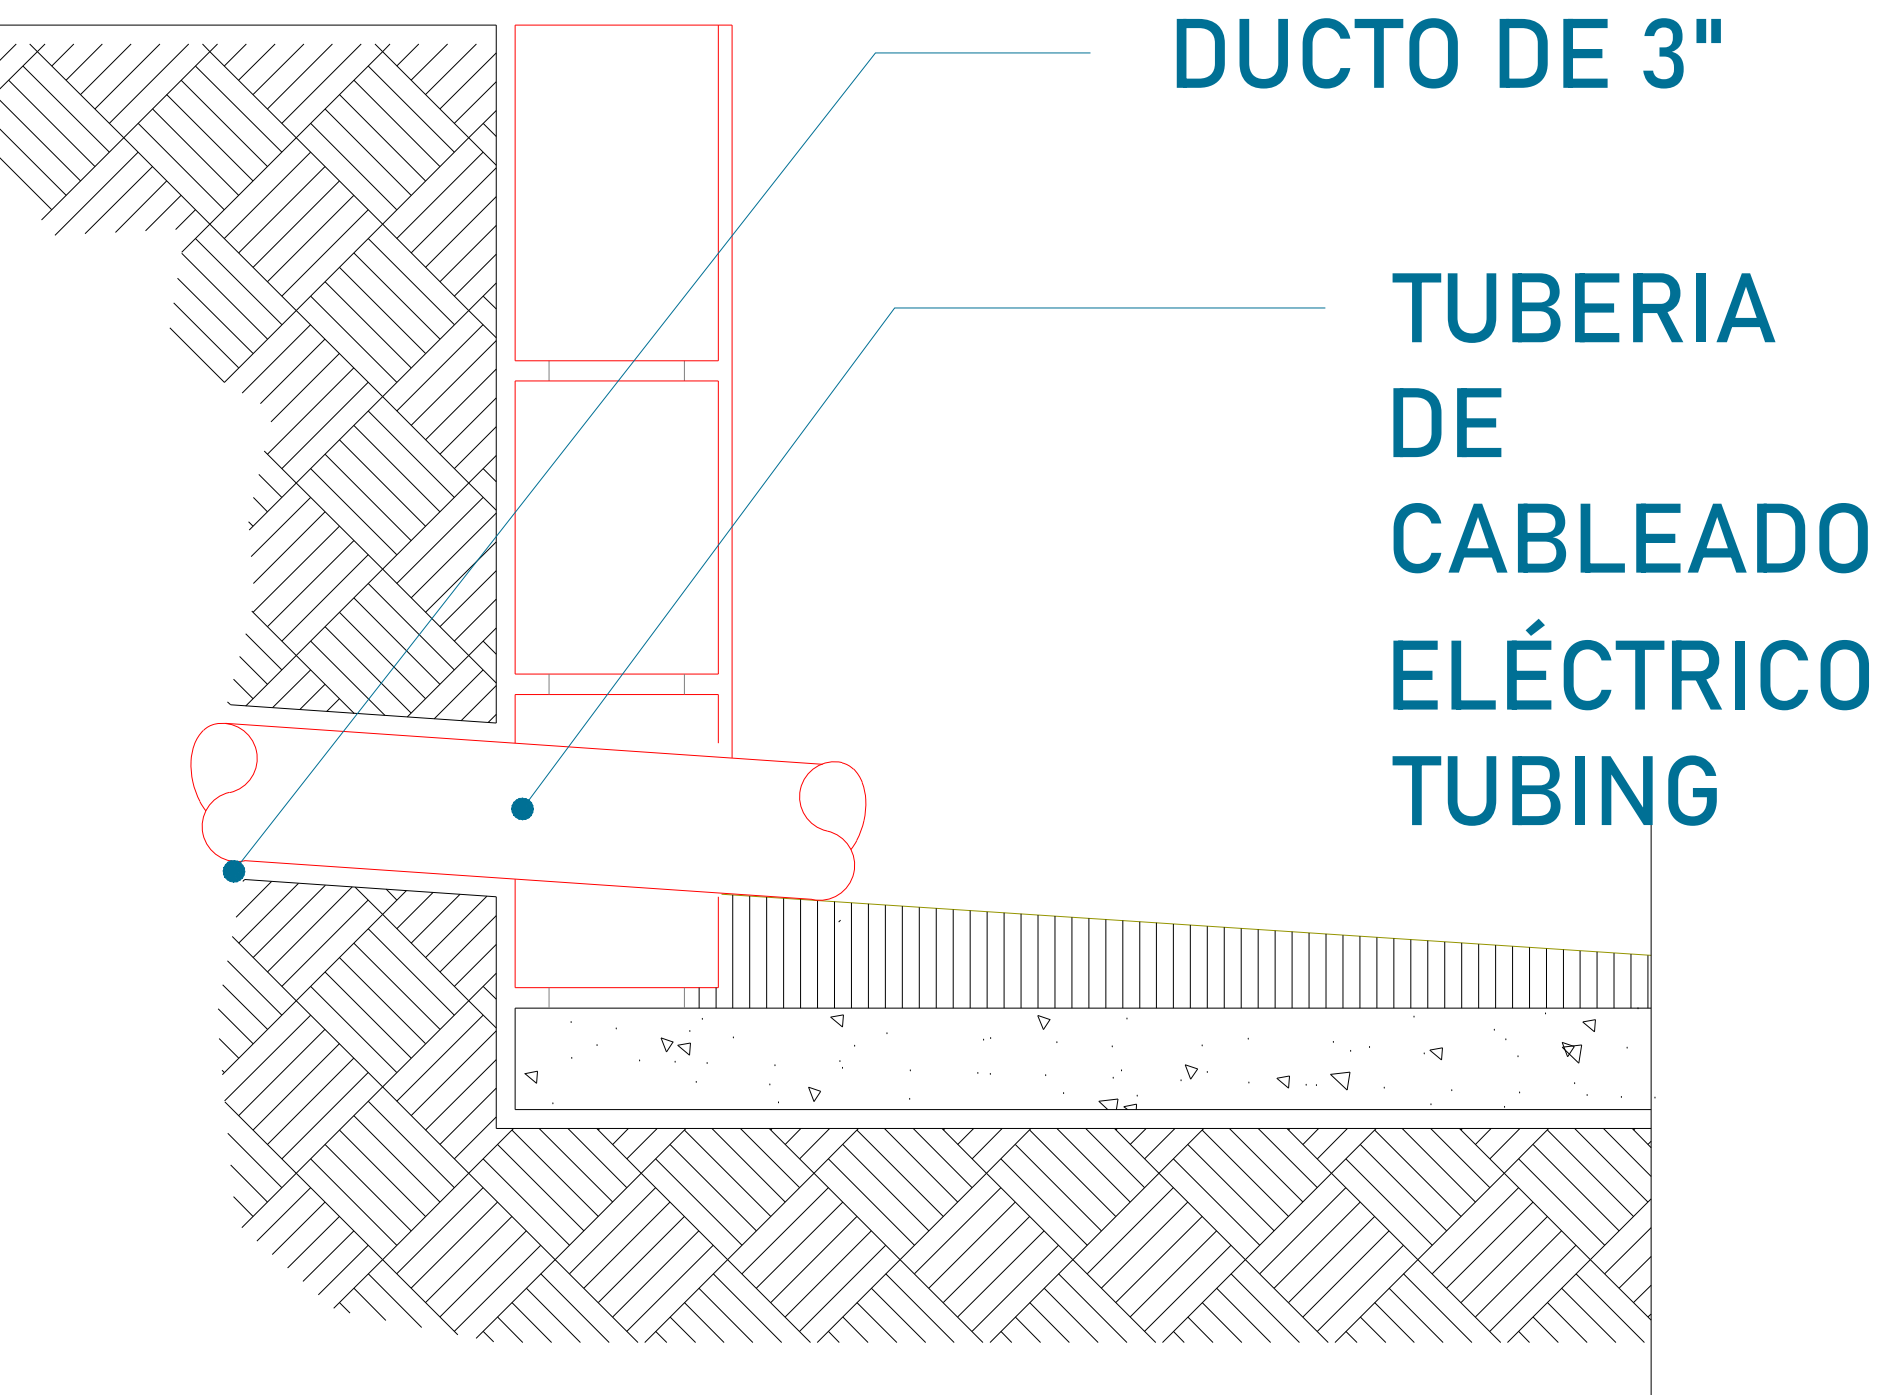 DUCTO DE 3"
TUBERIA
DE
CABLEADO
ELÉCTRICO
TUBING